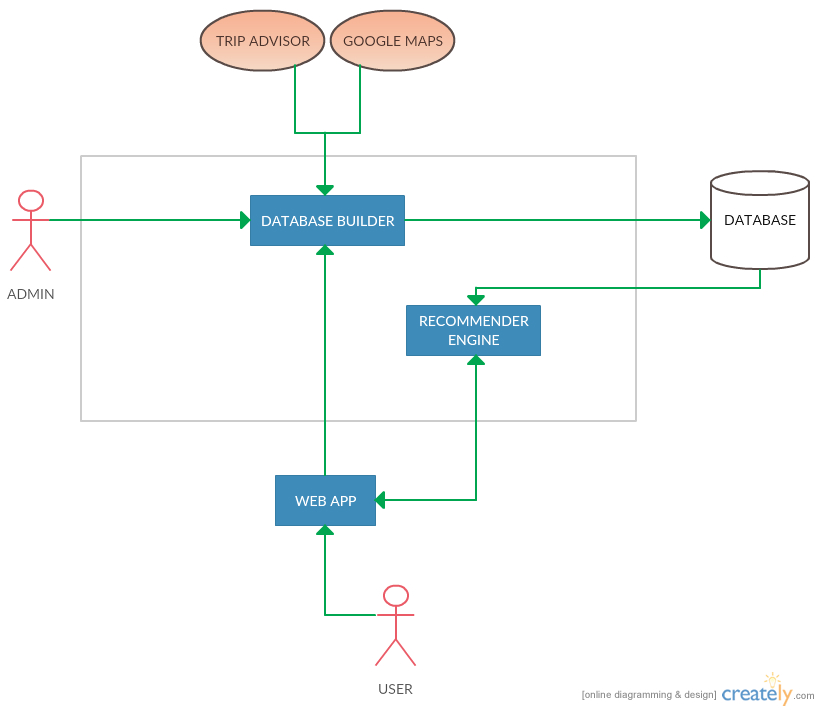 TRIP ADVISOR
GOOGLE MAPS
DATABASE BUILDER
DATABASE
ADMIN
RECOMMENDER
ENGINE
WEB APP
USER
[online diagramming & design] creately.com